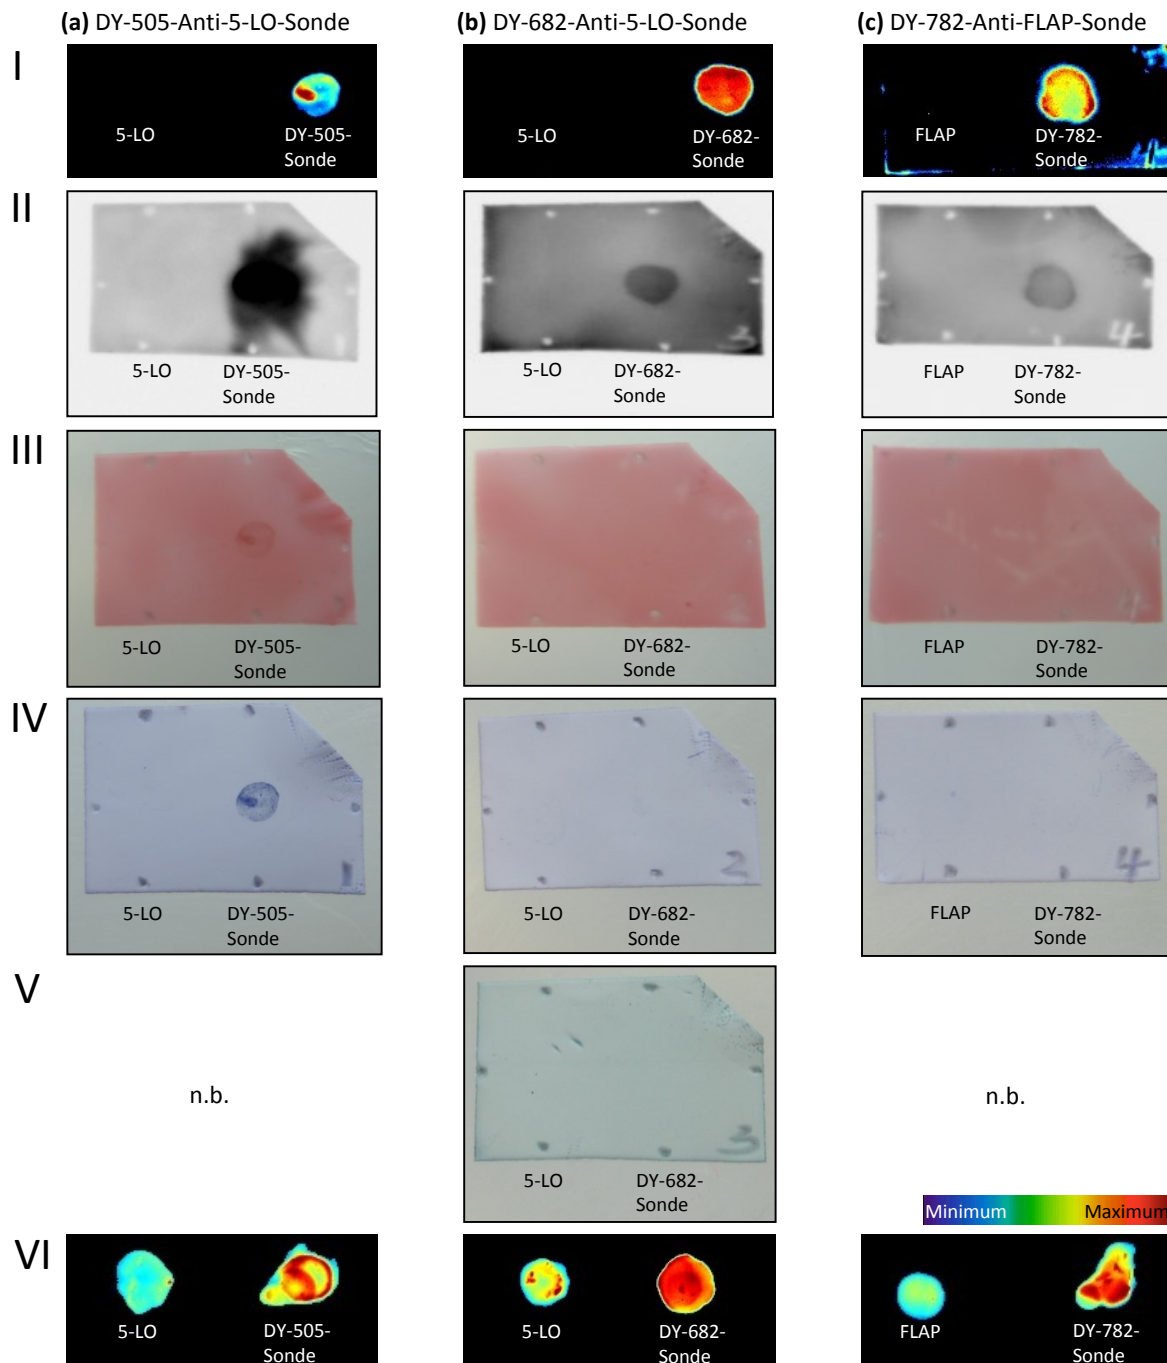 (a) DY-505-Anti-5-LO-Sonde
(b) DY-682-Anti-5-LO-Sonde
(c) DY-782-Anti-FLAP-Sonde
I
5-LO
DY-505-
Sonde
5-LO
DY-682-
Sonde
FLAP
DY-782-
Sonde
4
II
5-LO
DY-505-
Sonde
3
5-LO
DY-682-
Sonde
4
FLAP
DY-782-
Sonde
III
5-LO
DY-505-
Sonde
5-LO
DY-682-
Sonde
4
FLAP
DY-782-
Sonde
IV
1
5-LO
DY-505-
Sonde
2
5-LO
DY-682-
Sonde
4
FLAP
DY-782-
Sonde
V
n.b.
3
5-LO
DY-682-
Sonde
n.b.
Minimum
Maximum
VI
5-LO
DY-505-
Sonde
5-LO
DY-682-
Sonde
FLAP
DY-782-
Sonde